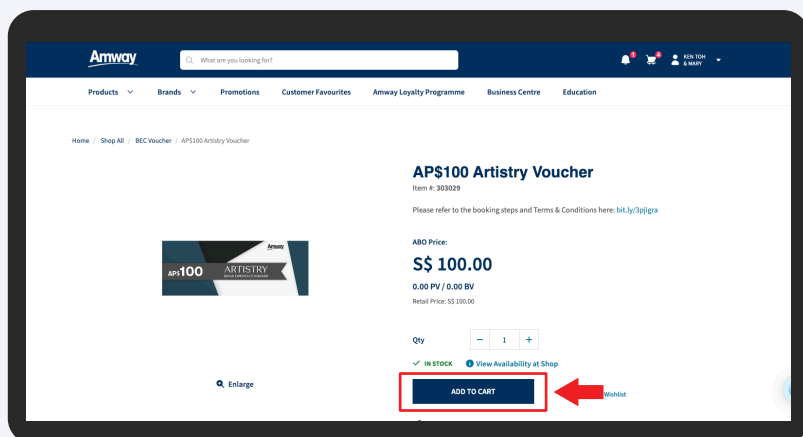 Amway
What are you looking for?
1
4
KEN TOH
& MARY
Products
Brands
Promotions
Customer Favourites
Amway Loyalty Programme
Business Centre
Education
Home / Shop All / BEC Voucher / AP$100 Artistry Voucher
AP$100 Artistry Voucher
Item #: 303029
Please refer to the booking steps and Terms & Conditions here: bit.ly/3pjigra
Amway
AP$100
ARTISTRY
ABO Price:
S$ 100.00
0.00 PV / 0.00 BV
Retail Price: S$ 100.00
Qty
− 1 +
IN STOCK
View Availability at Shop
Enlarge
ADD TO CART
Wishlist